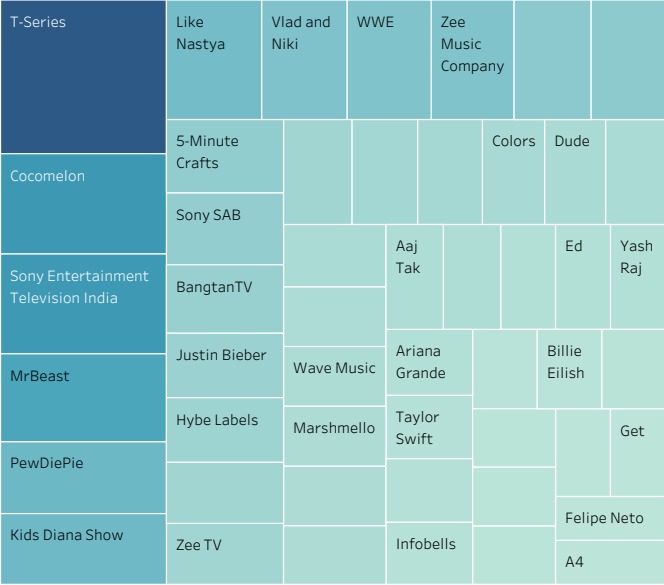 T-Series
Cocomelon
Sony Entertainment
Television India
MrBeast
PewDiePie
Kids Diana Show
Like
Nastya
Vlad and
Niki
WWE
Zee
Music
Company
5-Minute
Crafts
Sony SAB
BangtanTV
Justin Bieber
Hybe Labels
Zee TV
Colors
Dude
Wave Music
Marshmello
Aaj
Tak
Ed
Yash
Raj
Ariana
Grande
Billie
Eilish
Taylor
Swift
Infobells
Get
Felipe Neto
A4